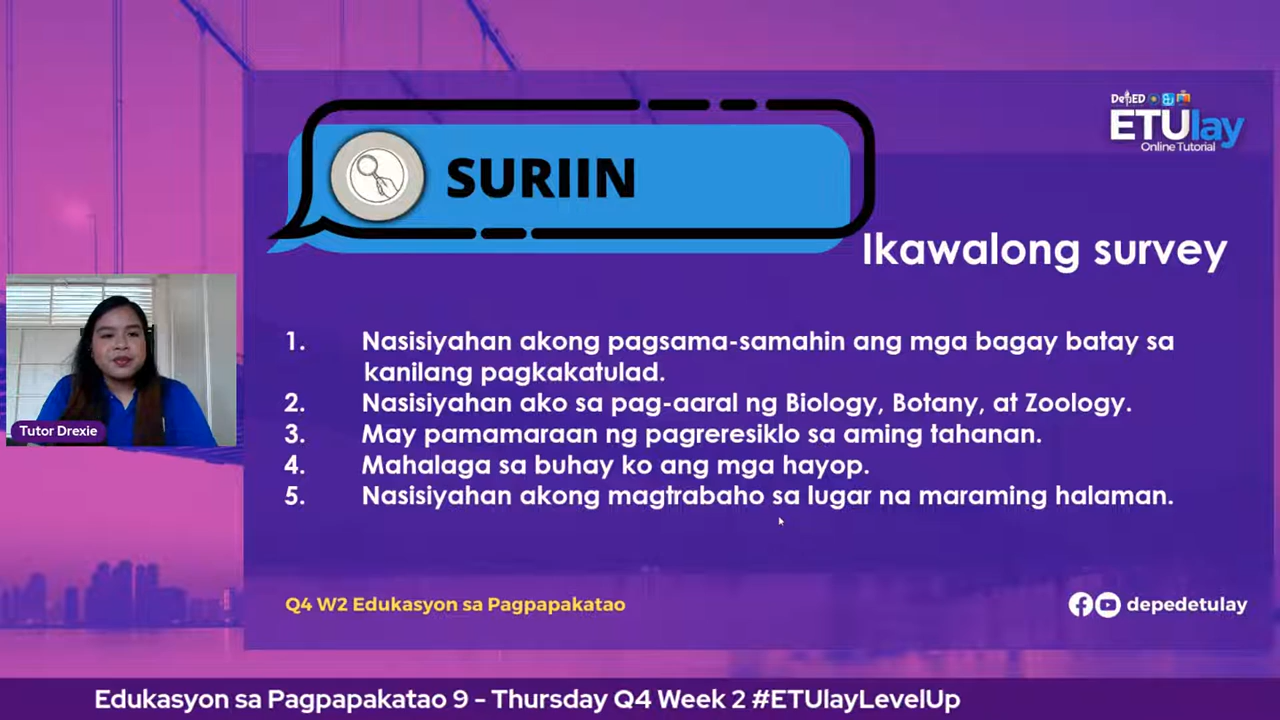 DepED
ETUlay
Online Tutorial
SURIIN
Ikawalong survey
1. Nasisiyahan akong pagsama-samahin ang mga bagay batay sa
kanilang pagkakatulad.
2. Nasisiyahan ako sa pag-aaral ng Biology, Botany, at Zoology.
3. May pamamaraan ng pagreresiklo sa aming tahanan.
4. Mahalaga sa buhay ko ang mga hayop.
5. Nasisiyahan akong magtrabaho sa lugar na maraming halaman.
Tutor Drexie
Q4 W2 Edukasyon sa Pagpapakatao
depedetulay
Edukasyon sa Pagpapakatao 9 - Thursday Q4 Week 2 #ETUlayLevelUp